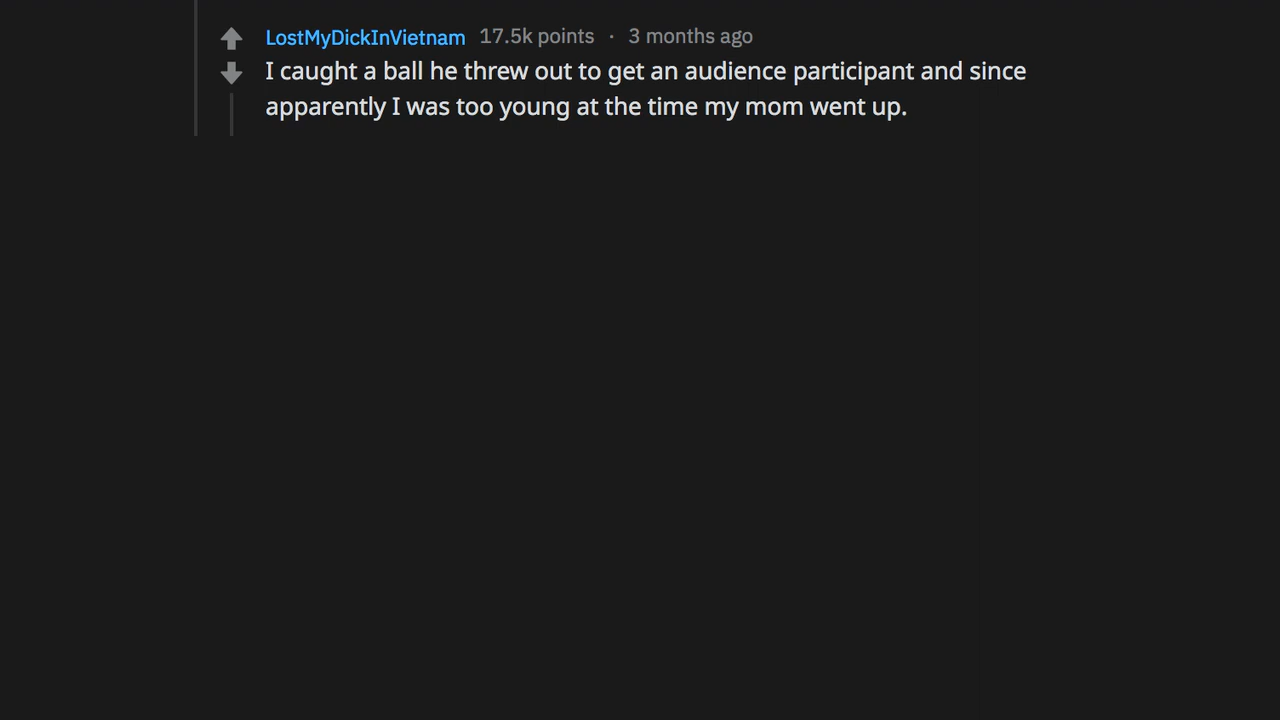 LostMyDickInVietnam 17.5k points · 3 months ago
I caught a ball he threw out to get an audience participant and since
apparently I was too young at the time my mom went up.